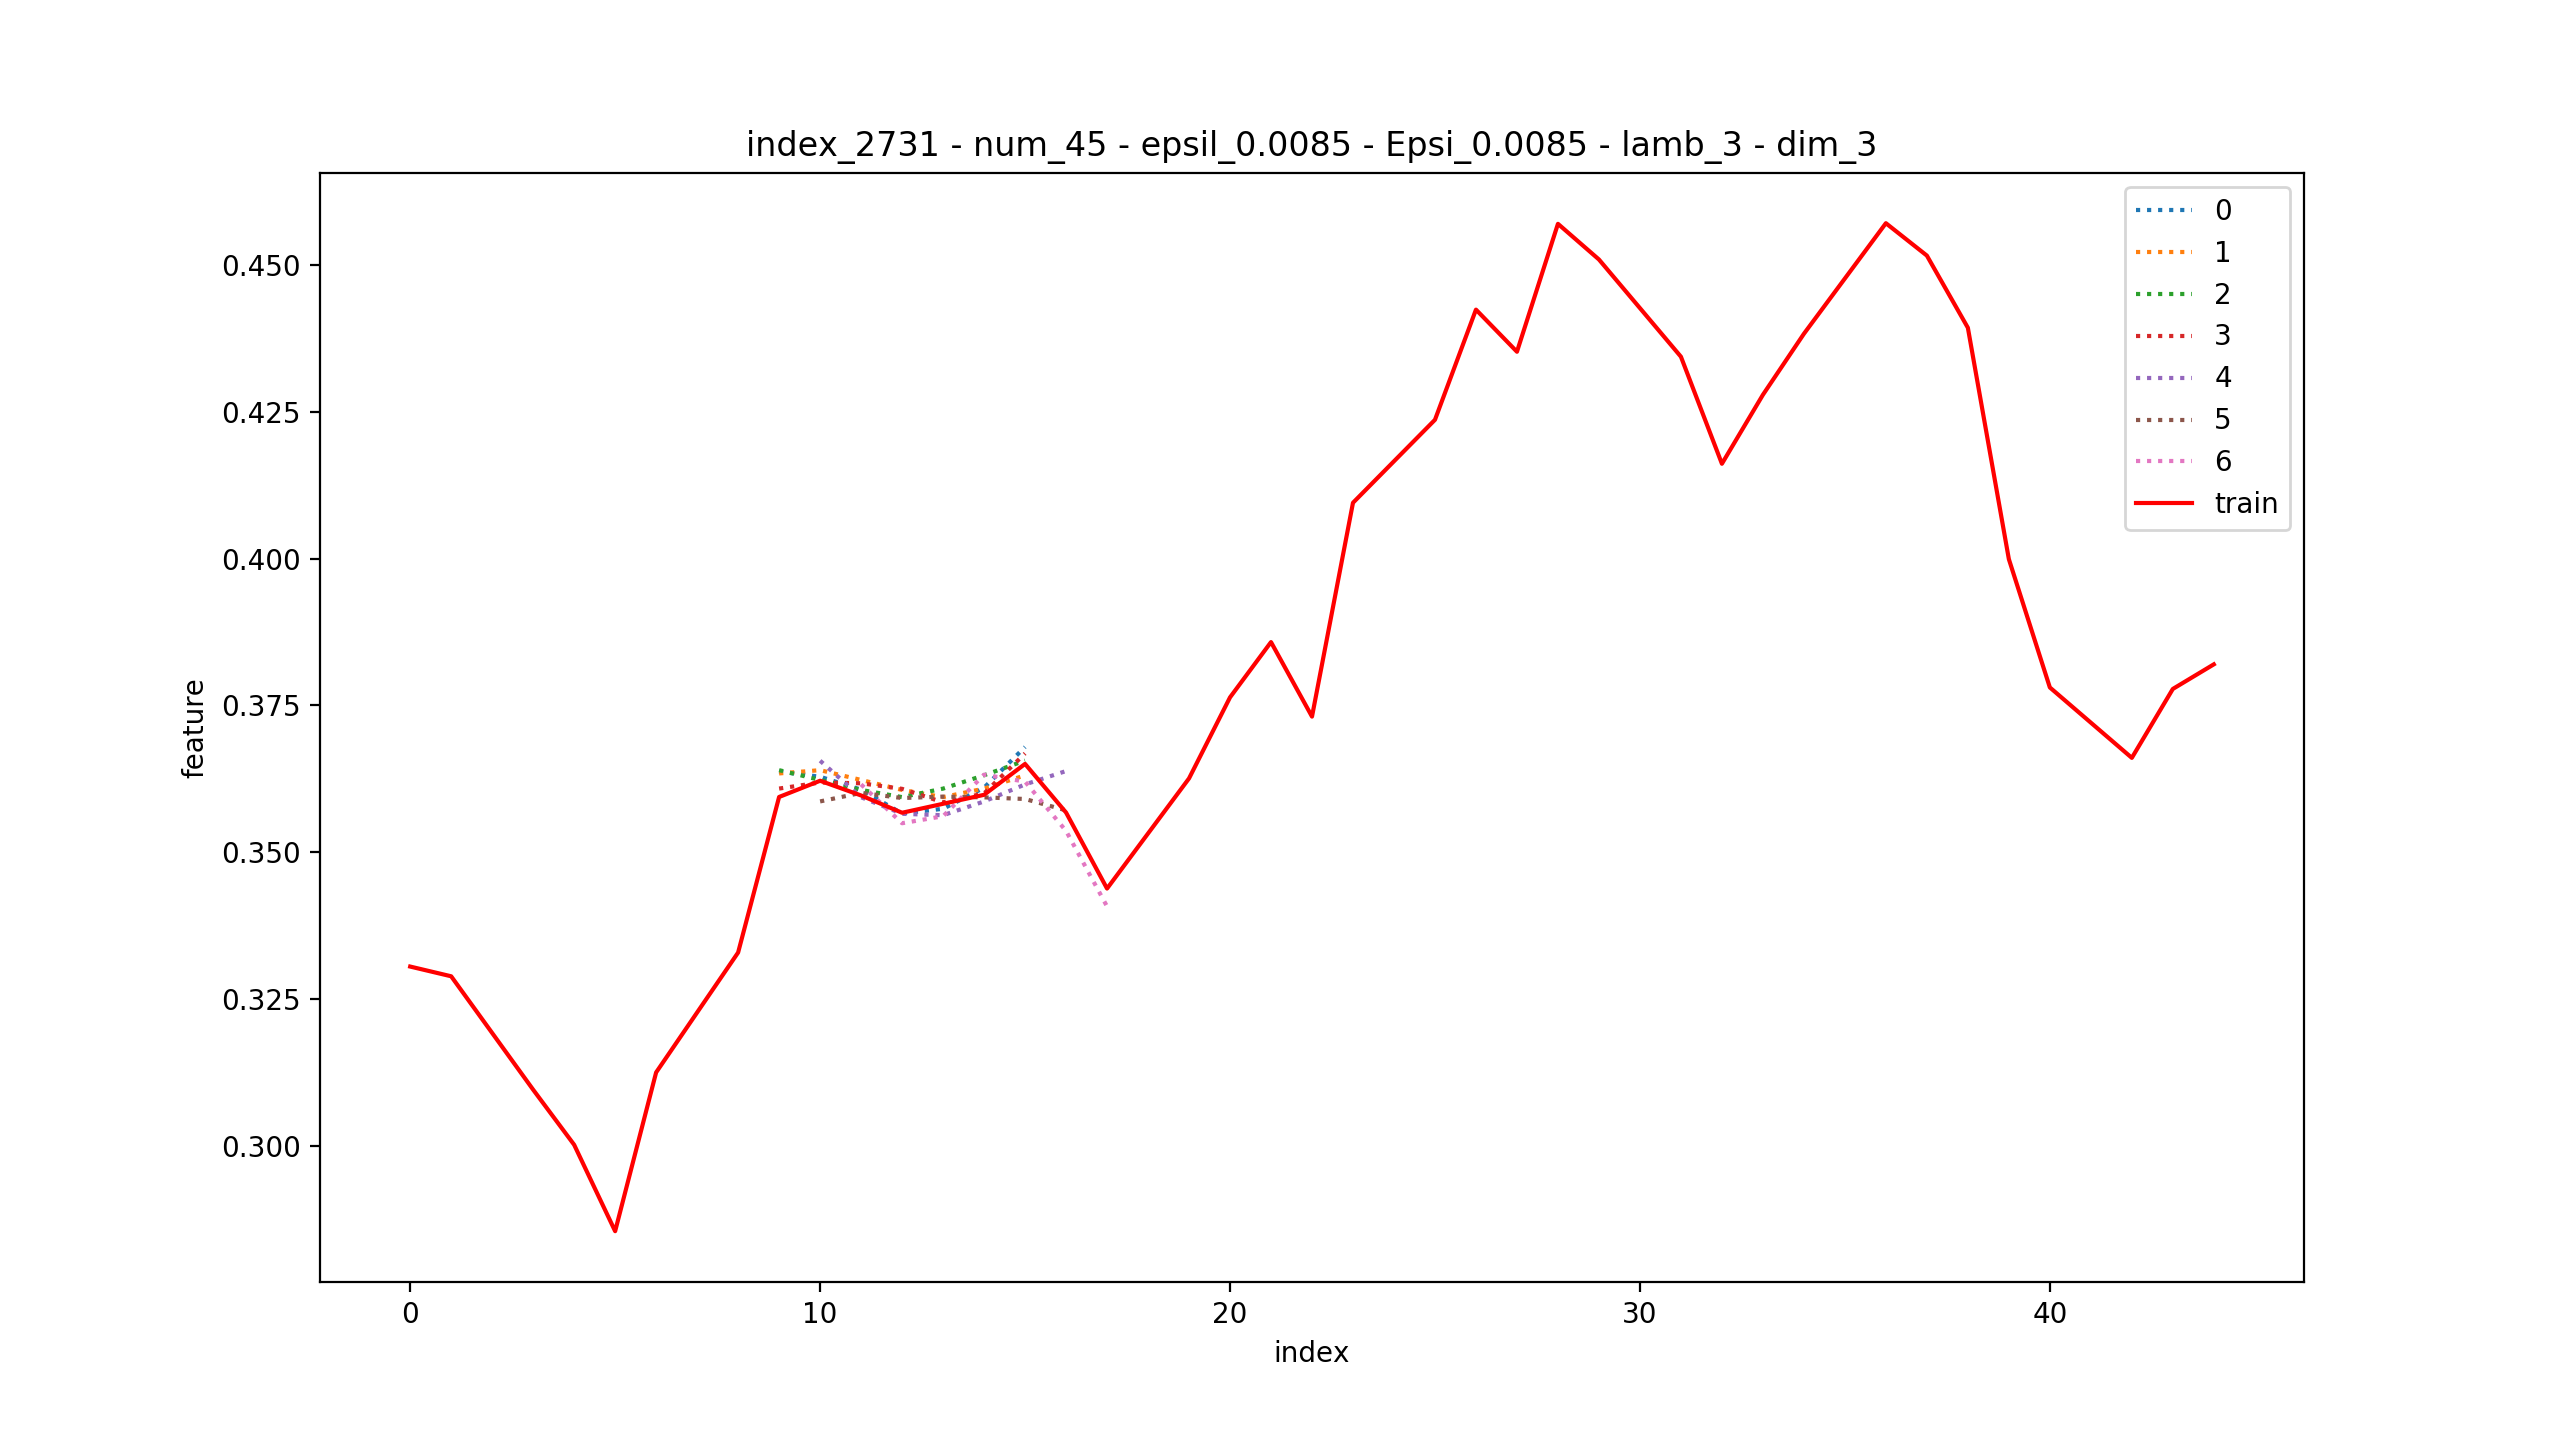 index_2731 - num_45 - epsil_0.0085 - Epsi_0.0085 - lamb_3 - dim_3
0
1
2
3
4
5
6
train
0.450
0.425
0.400
0.375
0.350
0.325
0.300
feature
0 10 20 30 40
index